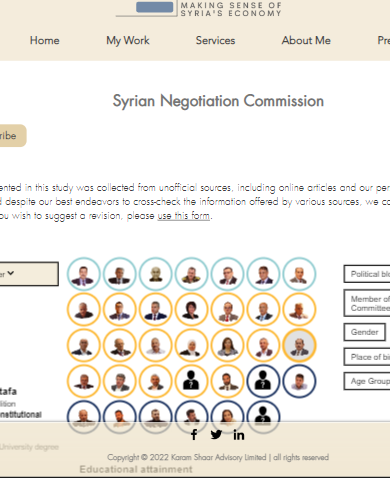 MAKING SENSE OF
SYRIA'S ECONOMY
Home My Work Services About Me Pre
Syrian Negotiation Commission
ribe
ented in this study was collected from unofficial sources, including online articles and our per
d despite our best endeavors to cross-check the information offered by various sources, we ca
ou wish to suggest a revision, please use this form.
er
Political blo
Member of
Committee
Gender
Place of bi
Age Group
tafa
lition
nstitutional
University degree
Copyright © 2022 Karam Shaar Advisory Limited | all rights reserved
Educational attainment